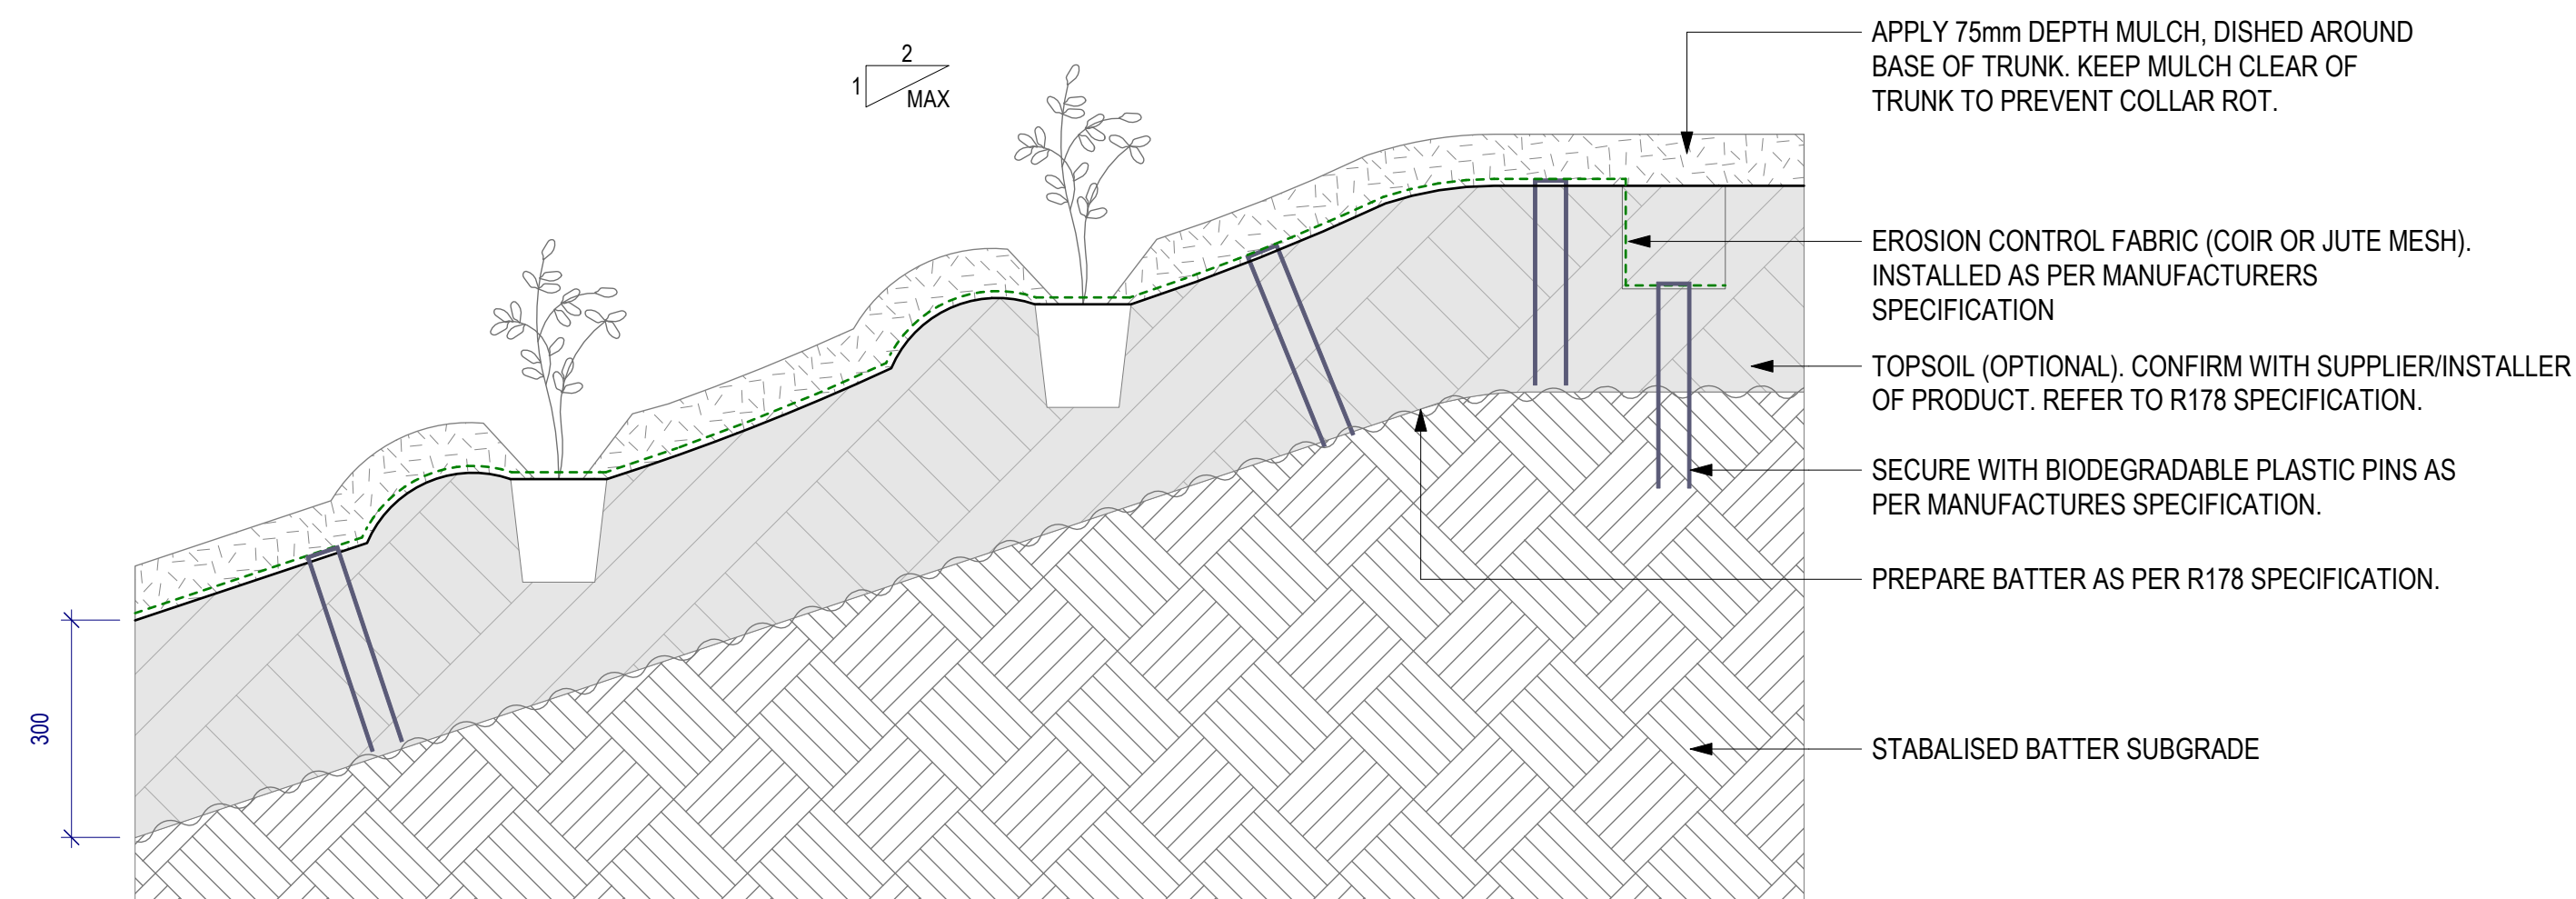 2
1
MAX
APPLY 75mm DEPTH MULCH, DISHED AROUND
BASE OF TRUNK. KEEP MULCH CLEAR OF
TRUNK TO PREVENT COLLAR ROT.
EROSION CONTROL FABRIC (COIR OR JUTE MESH).
INSTALLED AS PER MANUFACTURERS
SPECIFICATION
TOPSOIL (OPTIONAL). CONFIRM WITH SUPPLIER/INSTALLER
OF PRODUCT. REFER TO R178 SPECIFICATION.
SECURE WITH BIODEGRADABLE PLASTIC PINS AS
PER MANUFACTURES SPECIFICATION.
PREPARE BATTER AS PER R178 SPECIFICATION.
300
STABALISED BATTER SUBGRADE